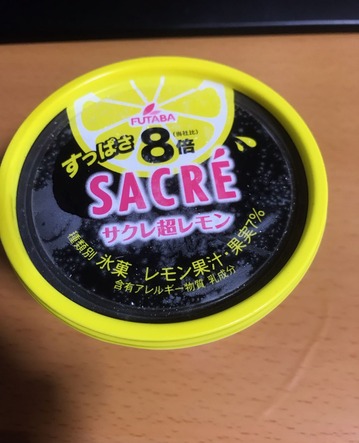 FUTABA
すっぱさ8倍(当社比)
SACRÉ
サクレ超レモン
種類別 氷菓 レモン果汁・果実7%
含有アレルギー物質 乳成分